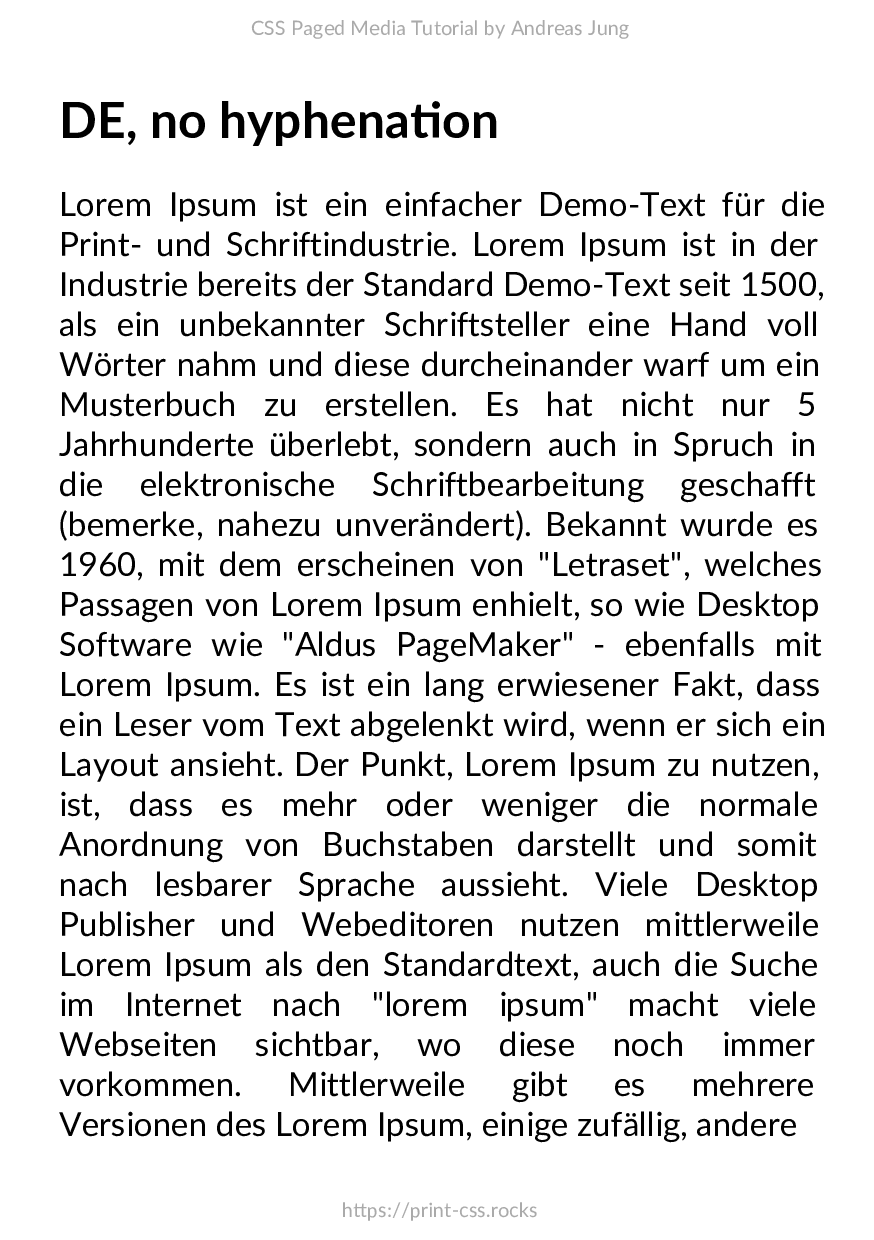 CSS Paged Media Tutorial by Andreas Jung
DE, no hyphenation
Lorem Ipsum ist ein einfacher Demo-Text für die
Print- und Schriftindustrie. Lorem Ipsum ist in der
Industrie bereits der Standard Demo-Text seit 1500,
als ein unbekannter Schriftsteller eine Hand voll
Wörter nahm und diese durcheinander warf um ein
Musterbuch zu erstellen. Es hat nicht nur 5
Jahrhunderte überlebt, sondern auch in Spruch in
die elektronische Schriftbearbeitung geschafft
(bemerke, nahezu unverändert). Bekannt wurde es
1960, mit dem erscheinen von "Letraset", welches
Passagen von Lorem Ipsum enhielt, so wie Desktop
Software wie "Aldus PageMaker" - ebenfalls mit
Lorem Ipsum. Es ist ein lang erwiesener Fakt, dass
ein Leser vom Text abgelenkt wird, wenn er sich ein
Layout ansieht. Der Punkt, Lorem Ipsum zu nutzen,
ist, dass es mehr oder weniger die normale
Anordnung von Buchstaben darstellt und somit
nach lesbarer Sprache aussieht. Viele Desktop
Publisher und Webeditoren nutzen mittlerweile
Lorem Ipsum als den Standardtext, auch die Suche
im Internet nach "lorem ipsum" macht viele
Webseiten sichtbar, wo diese noch immer
vorkommen. Mittlerweile gibt es mehrere
Versionen des Lorem Ipsum, einige zufällig, andere
https://print-css.rocks